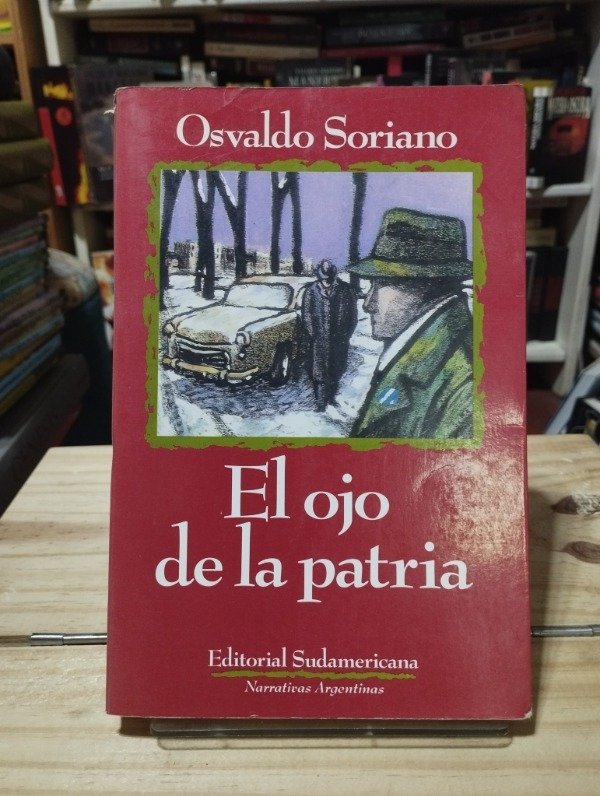 Osvaldo Soriano
El ojo
de la patria
Editorial Sudamericana
Narrativas Argentinas